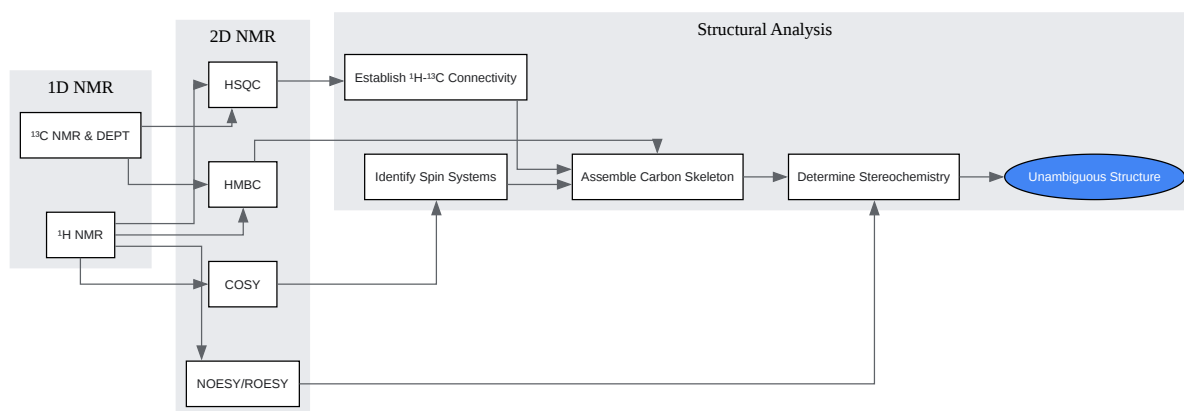 1D NMR
¹³C NMR & DEPT
¹H NMR
2D NMR
HSQC
HMBC
COSY
NOESY/ROESY
Structural Analysis
Establish ¹H-¹³C Connectivity
Identify Spin Systems
Assemble Carbon Skeleton
Determine Stereochemistry
Unambiguous Structure